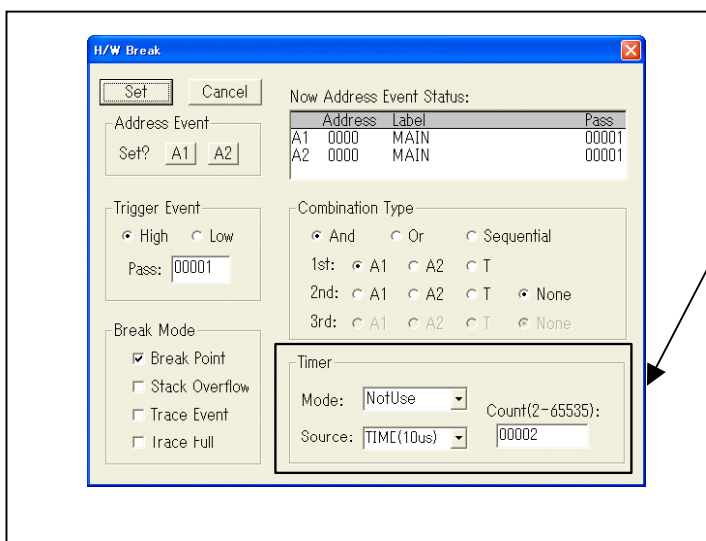 H/W Break
Set Cancel
Now Address Event Status:
Address Label Pass
A1 0000 MAIN 00001
A2 0000 MAIN 00001
Address Event
Set? A1 A2
Trigger Event
High Low
Pass: 00001
Combination Type
And Or Sequential
1st: A1 A2 T
2nd: A1 A2 T None
3rd: A1 A2 T None
Break Mode
Break Point
Stack Overflow
Trace Event
Trace Full
Timer
Mode: NotUse
Count(2-65535):
Source: TIME(10us) 00002